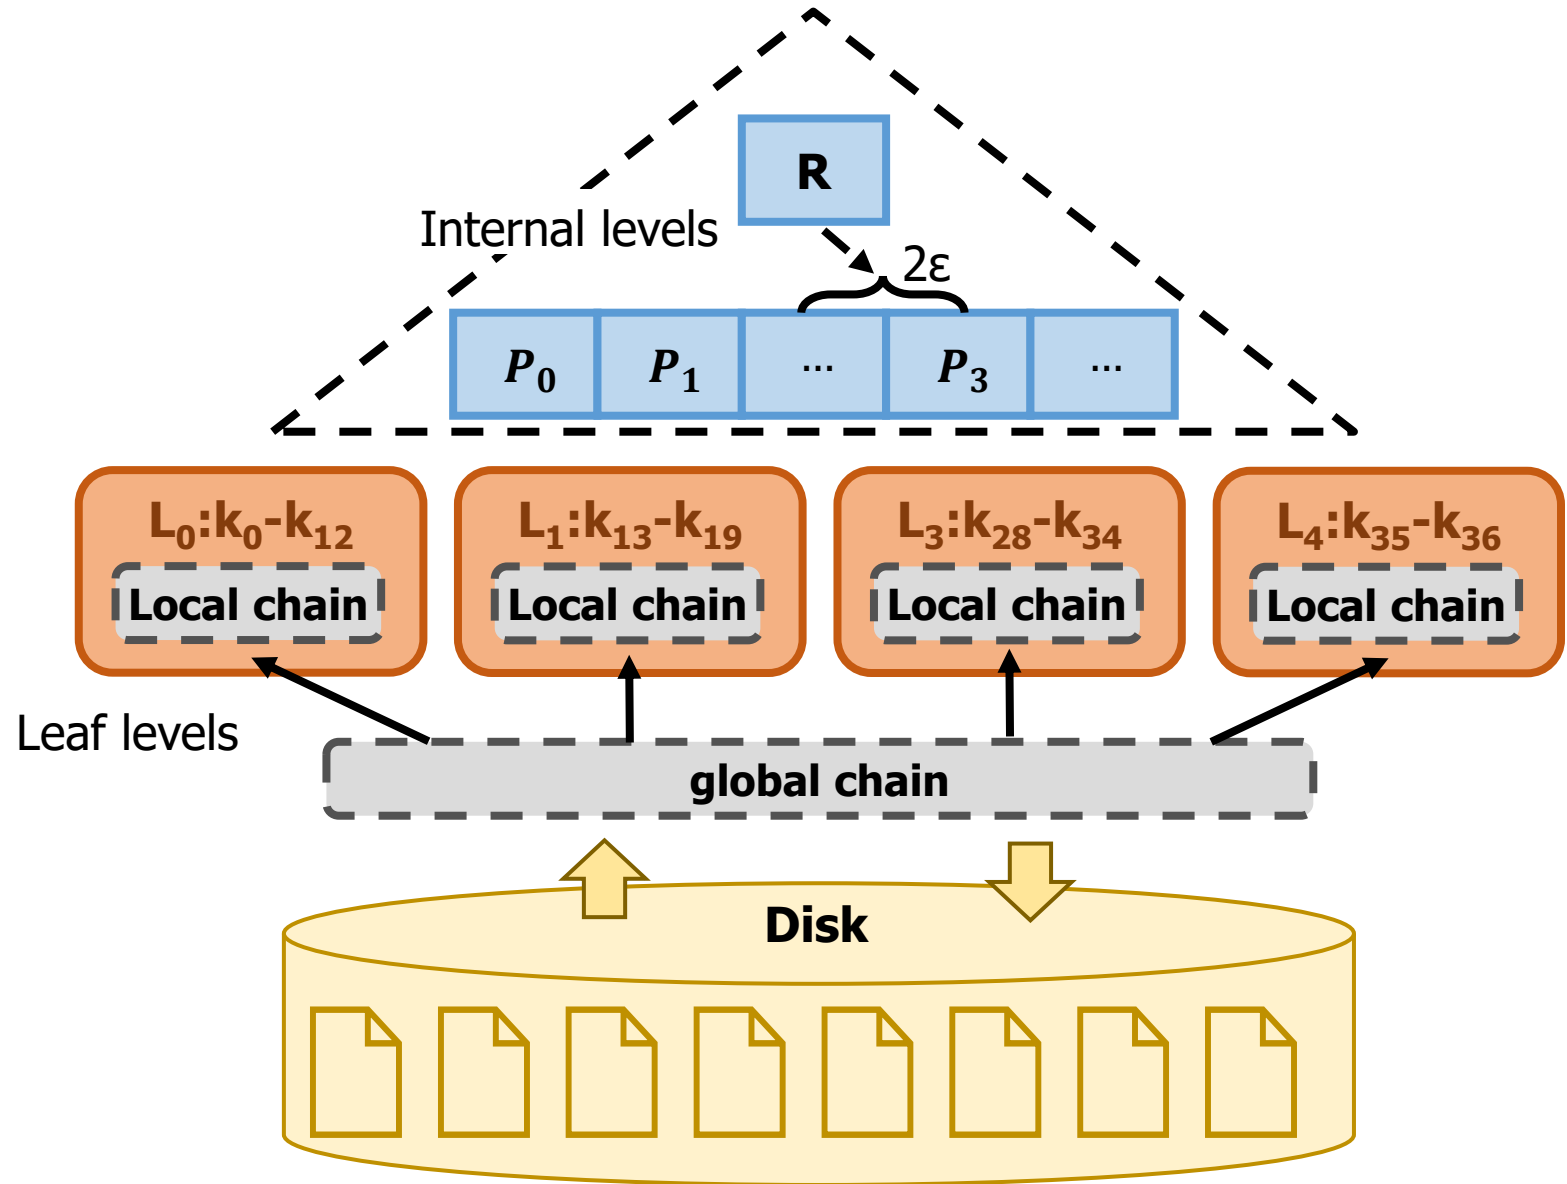 R
Internal levels
2ε
P₀ P₁ ... P₃ ...
L₀:k₀-k₁₂ L₁:k₁₃-k₁₉ L₃:k₂₈-k₃₄ L₄:k₃₅-k₃₆
Local chain Local chain Local chain Local chain
Leaf levels
global chain
Disk